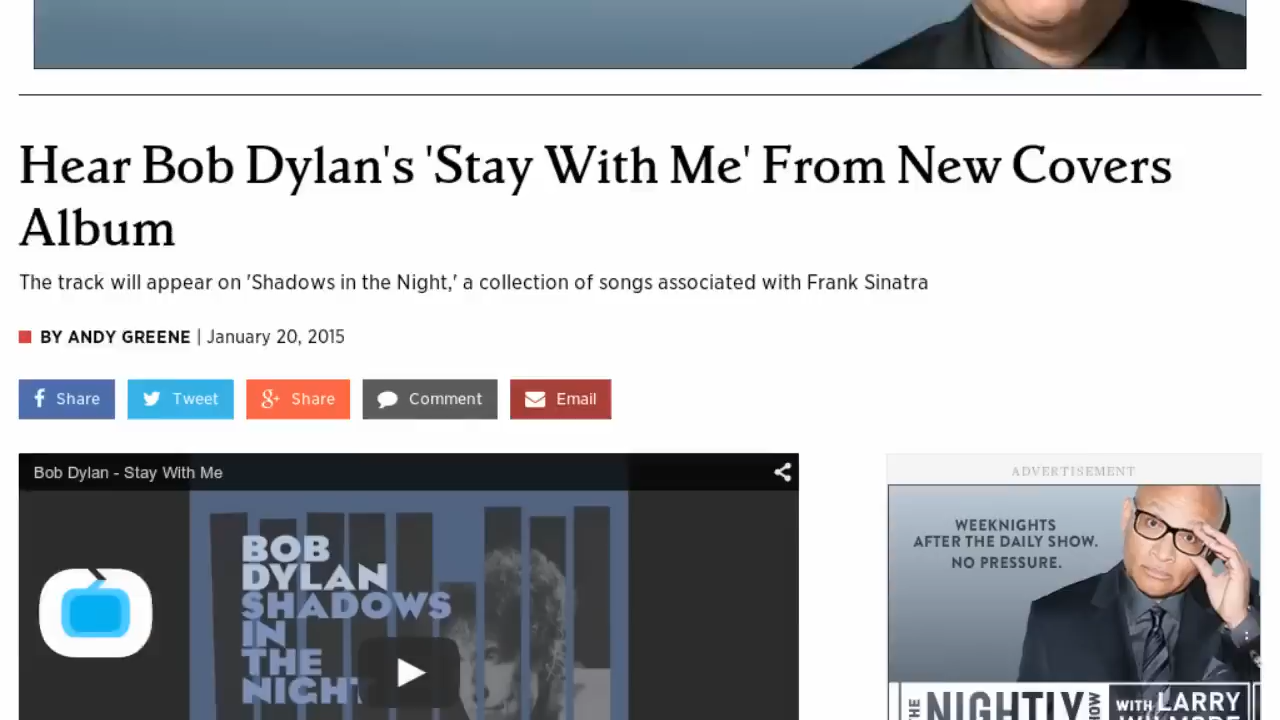 Hear Bob Dylan's 'Stay With Me' From New Covers
Album
The track will appear on 'Shadows in the Night,' a collection of songs associated with Frank Sinatra
BY ANDY GREENE | January 20, 2015
Share
Tweet
Share
Comment
Email
Bob Dylan - Stay With Me
BOB
DYLAN
SHADOWS
IN
THE
NIGHT
ADVERTISEMENT
WEEKNIGHTS
AFTER THE DAILY SHOW.
NO PRESSURE.
THE NIGHTLY
WITH LARRY